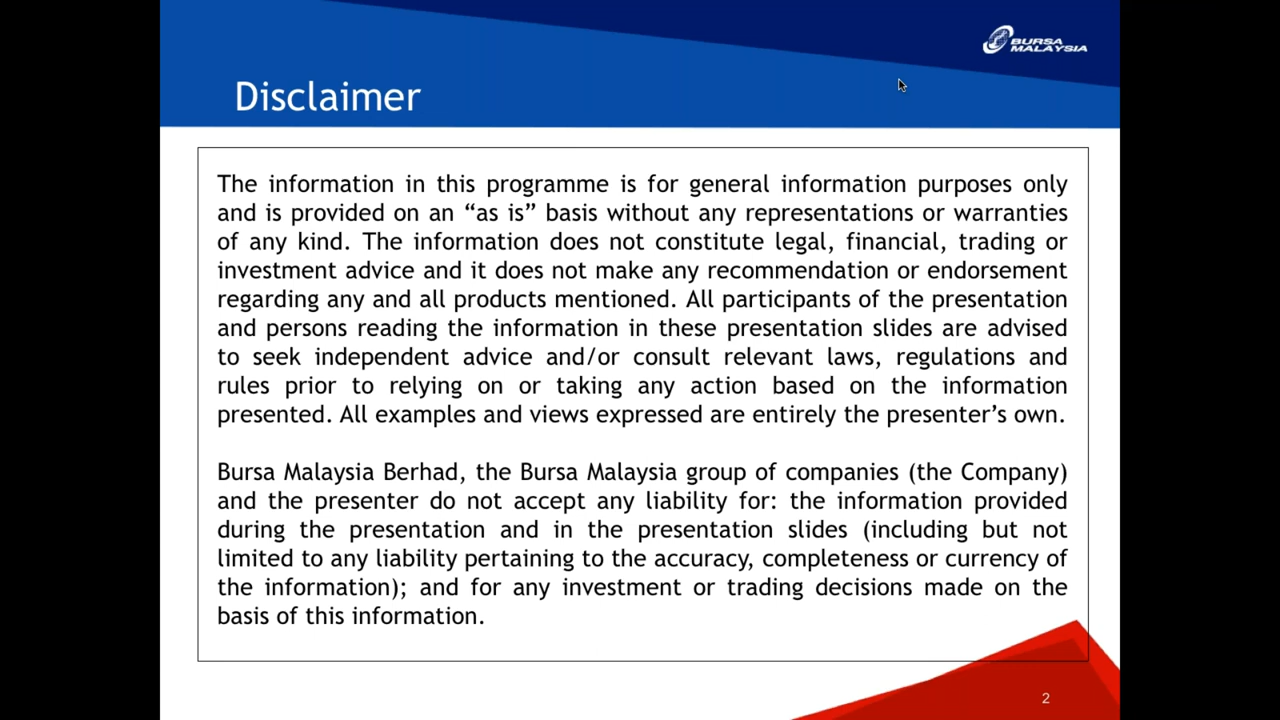 BURSA
MALAYSIA
Disclaimer
The information in this programme is for general information purposes only
and is provided on an “as is” basis without any representations or warranties
of any kind. The information does not constitute legal, financial, trading or
investment advice and it does not make any recommendation or endorsement
regarding any and all products mentioned. All participants of the presentation
and persons reading the information in these presentation slides are advised
to seek independent advice and/or consult relevant laws, regulations and
rules prior to relying on or taking any action based on the information
presented. All examples and views expressed are entirely the presenter’s own.
Bursa Malaysia Berhad, the Bursa Malaysia group of companies (the Company)
and the presenter do not accept any liability for: the information provided
during the presentation and in the presentation slides (including but not
limited to any liability pertaining to the accuracy, completeness or currency of
the information); and for any investment or trading decisions made on the
basis of this information.
2